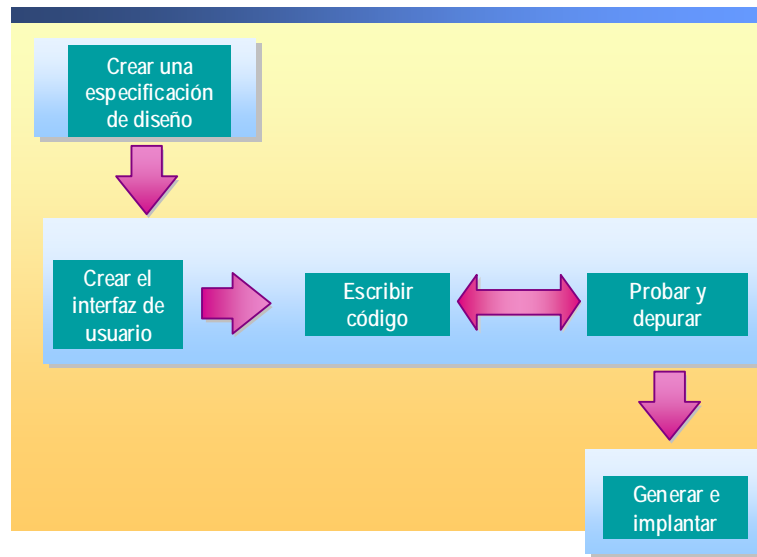 Crear una
especificación
de diseño
Crear el
interfaz de
usuario
Escribir
código
Probar y
depurar
Generar e
implantar